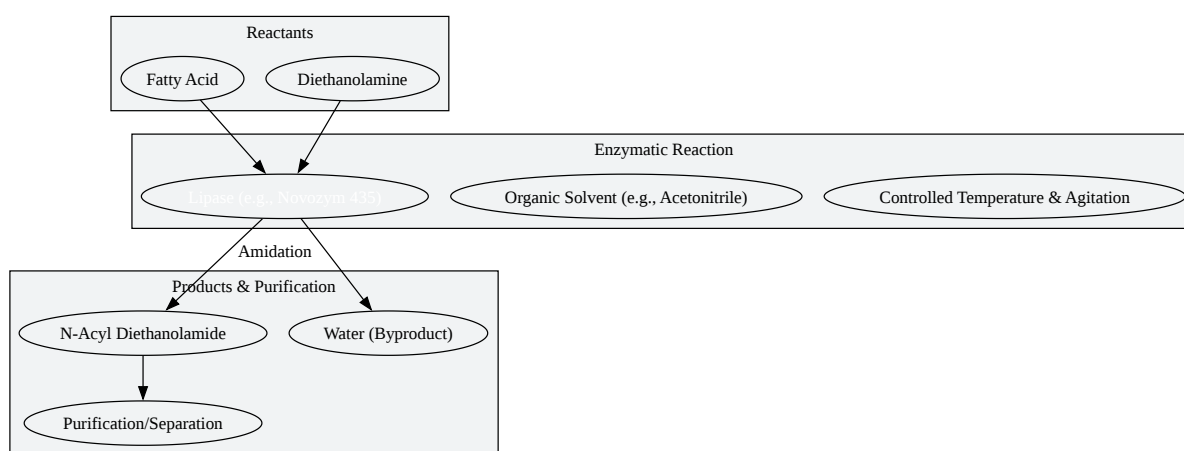 Reactants
Fatty Acid
Diethanolamine
Enzymatic Reaction
Lipase (e.g., Novozym 435)
Organic Solvent (e.g., Acetonitrile)
Controlled Temperature & Agitation
Amidation
Products & Purification
N-Acyl Diethanolamide
Water (Byproduct)
Purification/Separation